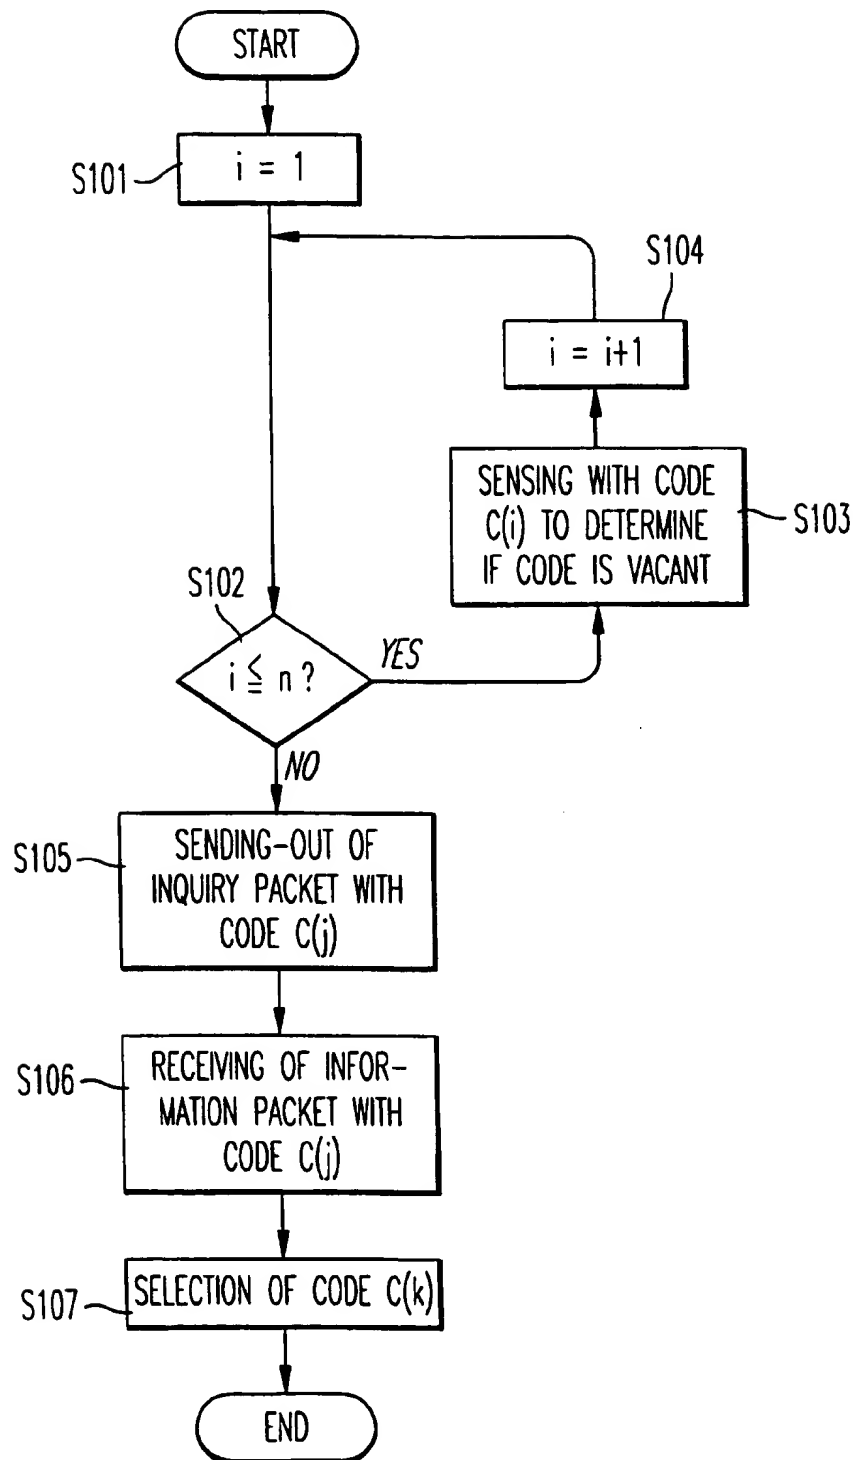 START
S101
i = 1
S104
i = i+1
SENSING WITH CODE
C(i) TO DETERMINE
IF CODE IS VACANT
S103
S102
i ≦ n ?
YES
NO
S105
SENDING-OUT OF
INQUIRY PACKET WITH
CODE C(j)
S106
RECEIVING OF INFOR-
MATION PACKET WITH
CODE C(j)
S107
SELECTION OF CODE C(k)
END